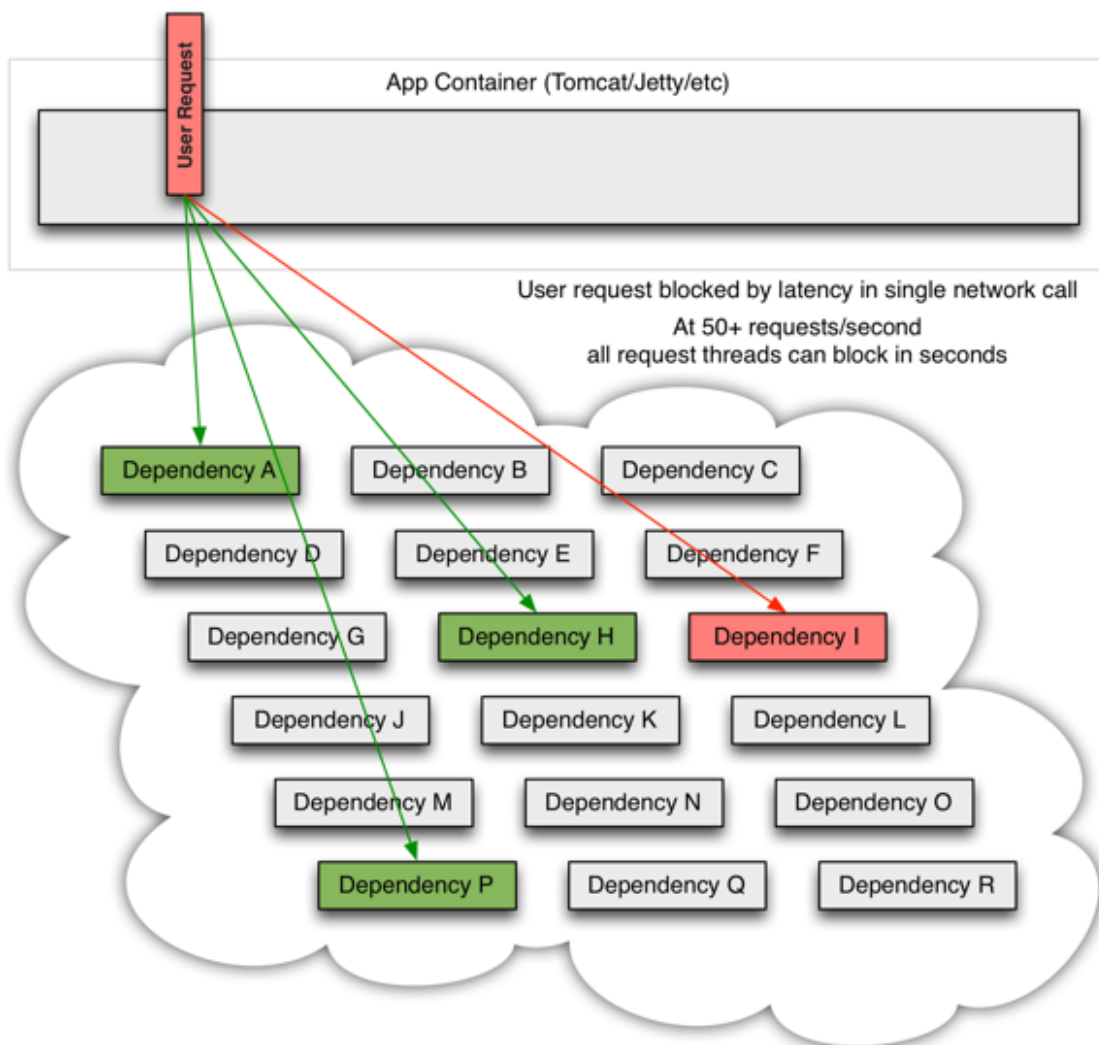 User Request
App Container (Tomcat/Jetty/etc)
User request blocked by latency in single network call
At 50+ requests/second
all request threads can block in seconds
Dependency A
Dependency B
Dependency C
Dependency D
Dependency E
Dependency F
Dependency G
Dependency H
Dependency I
Dependency J
Dependency K
Dependency L
Dependency M
Dependency N
Dependency O
Dependency P
Dependency Q
Dependency R